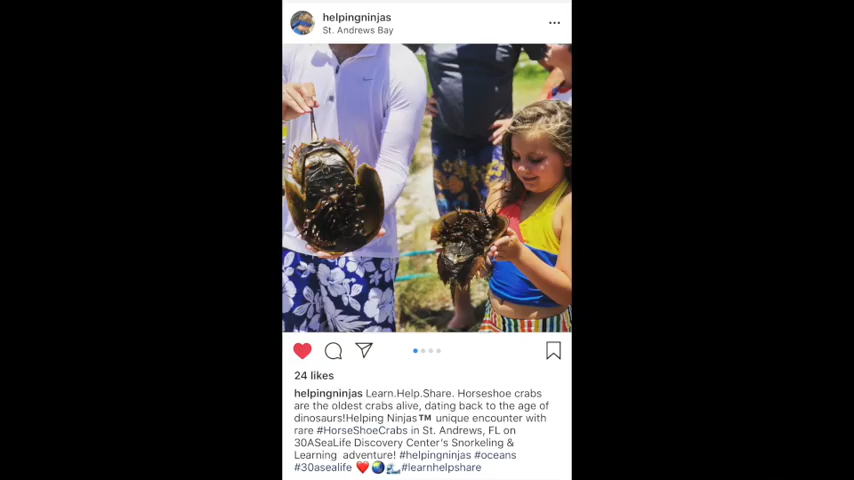 helpingninjas
St. Andrews Bay
24 likes
helpingninjas Learn.Help.Share. Horseshoe crabs
are the oldest crabs alive, dating back to the age of
dinosaurs!Helping Ninjas™ unique encounter with
rare #HorseShoeCrabs in St. Andrews, FL on
30ASeaLife Discovery Center's Snorkeling &
Learning adventure! #helpingninjas #oceans
#30asealife ❤️🌏🌊#learnhelpshare